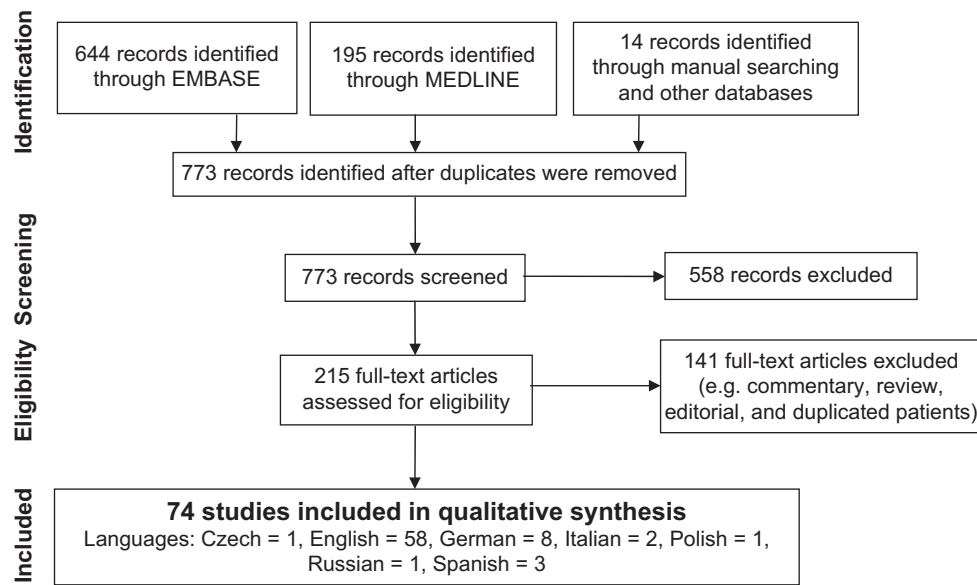 Identification
644 records identified
through EMBASE
195 records identified
through MEDLINE
14 records identified
through manual searching
and other databases
773 records identified after duplicates were removed
Screening
773 records screened
558 records excluded
Eligibility
215 full-text articles
assessed for eligibility
141 full-text articles excluded
(e.g. commentary, review,
editorial, and duplicated patients)
Included
74 studies included in qualitative synthesis
Languages: Czech = 1, English = 58, German = 8, Italian = 2, Polish = 1,
Russian = 1, Spanish = 3